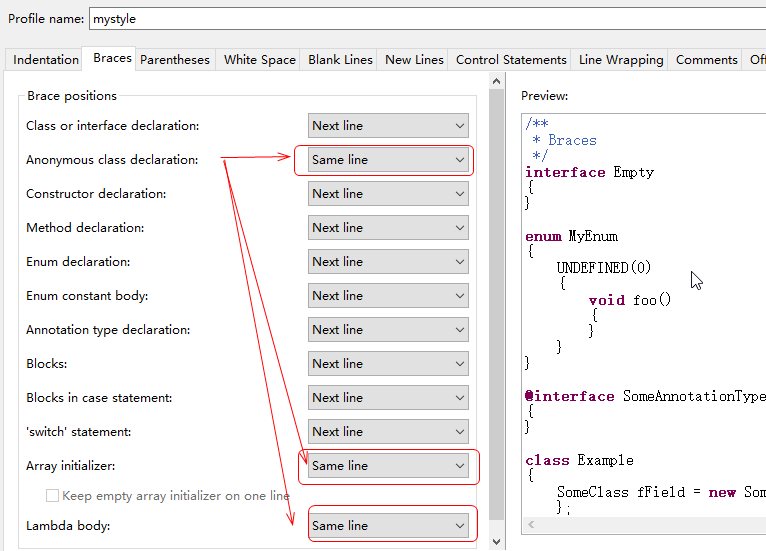 Profile name: mystyle
Indentation Braces Parentheses White Space Blank Lines New Lines Control Statements Line Wrapping Comments
Brace positions
Class or interface declaration: Next line
Anonymous class declaration: Same line
Constructor declaration: Next line
Method declaration: Next line
Enum declaration: Next line
Enum constant body: Next line
Annotation type declaration: Next line
Blocks: Next line
Blocks in case statement: Next line
'switch' statement: Next line
Array initializer: Same line
Keep empty array initializer on one line
Lambda body: Same line
Preview:
/**
* Braces
*/
interface Empty
{
}
enum MyEnum
{
UNDEFINED(0)
{
void foo()
{
}
}
}
@interface SomeAnnotationType
{
}
class Example
{
SomeClass fField = new Som
};